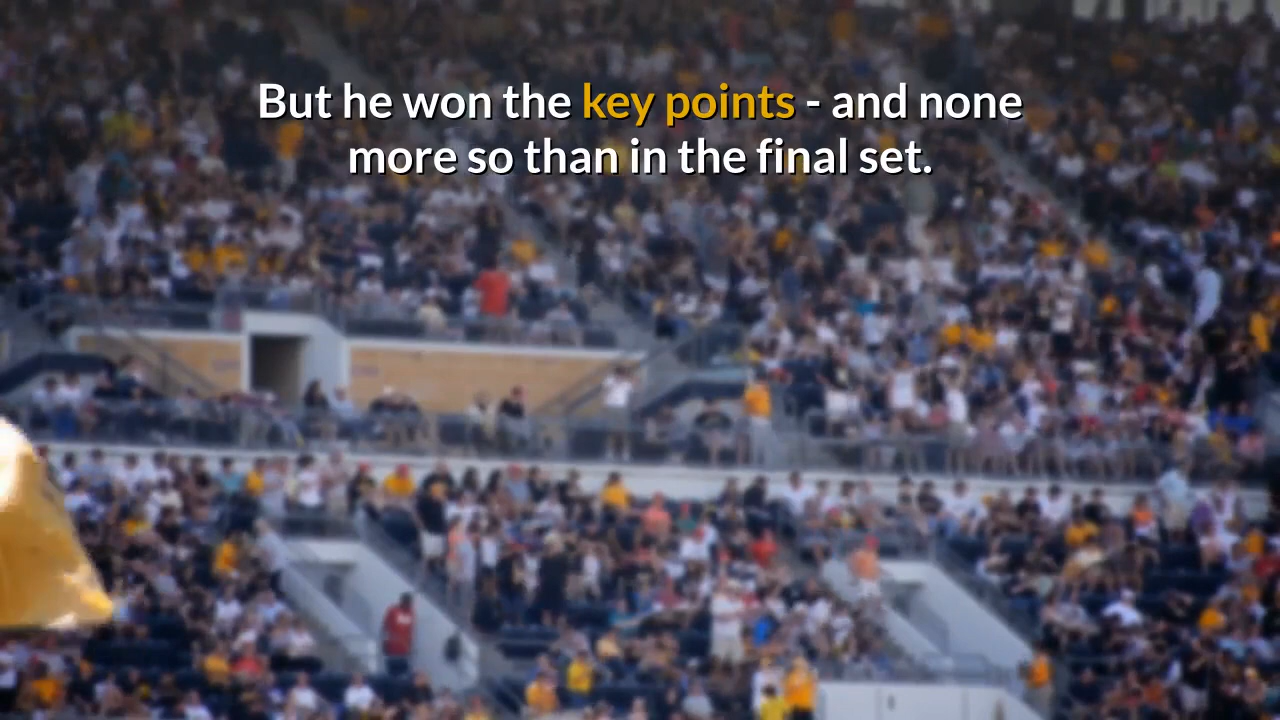 But he won the key points - and none
more so than in the final set.